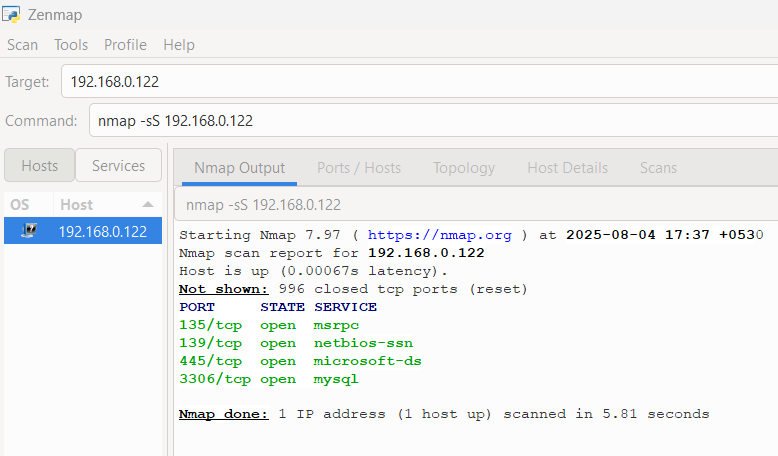 Zenmap
Scan Tools Profile Help
Target: 192.168.0.122
Command: nmap -sS 192.168.0.122
Hosts Services Nmap Output Ports / Hosts Topology Host Details Scans
OS Host
192.168.0.122
nmap -sS 192.168.0.122
Starting Nmap 7.97 ( https://nmap.org ) at 2025-08-04 17:37 +0530
Nmap scan report for 192.168.0.122
Host is up (0.00067s latency).
Not shown: 996 closed tcp ports (reset)
PORT STATE SERVICE
135/tcp open msrpc
139/tcp open netbios-ssn
445/tcp open microsoft-ds
3306/tcp open mysql
Nmap done: 1 IP address (1 host up) scanned in 5.81 seconds